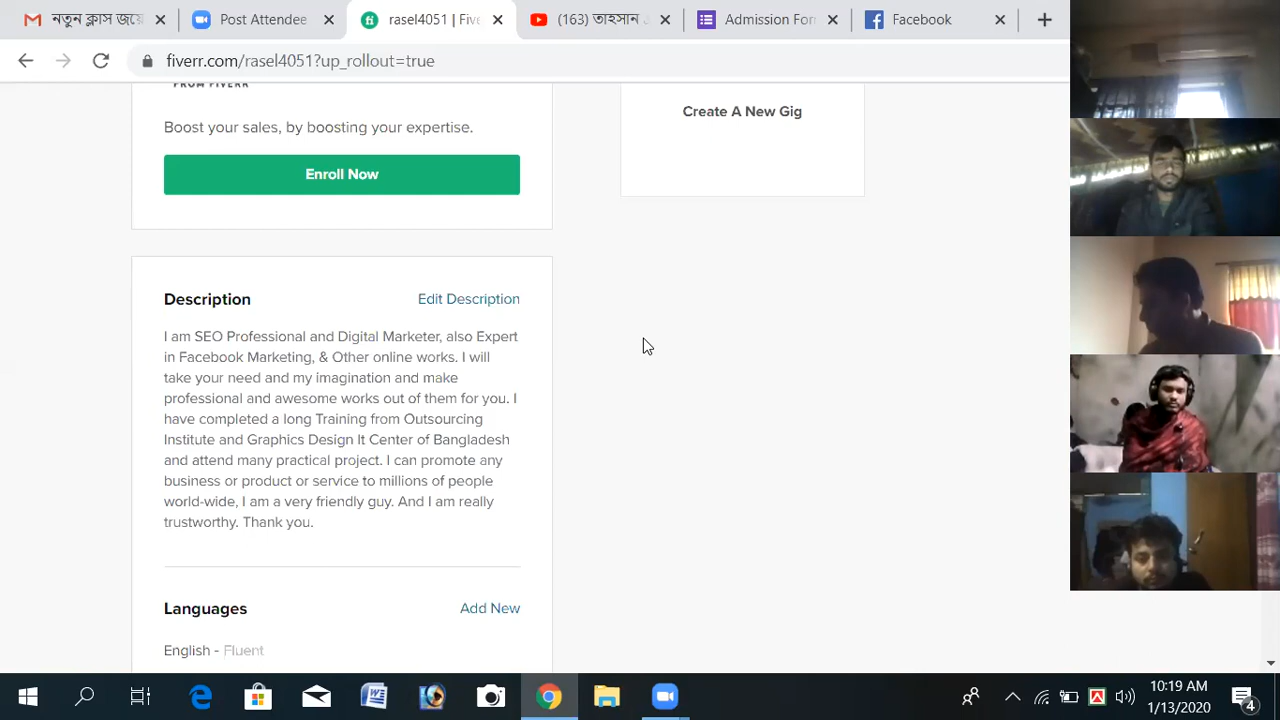 নতুন ক্লাস জয়ে
Post Attendee
rasel4051 | Five
(163) তাহসান
Admission Fon
Facebook
fiverr.com/rasel4051?up_rollout=true
FROM FIVERR
Boost your sales, by boosting your expertise.
Enroll Now
Create A New Gig
Description
Edit Description
I am SEO Professional and Digital Marketer, also Expert
in Facebook Marketing, & Other online works. I will
take your need and my imagination and make
professional and awesome works out of them for you. I
have completed a long Training from Outsourcing
Institute and Graphics Design It Center of Bangladesh
and attend many practical project. I can promote any
business or product or service to millions of people
world-wide, I am a very friendly guy. And I am really
trustworthy. Thank you.
Languages
Add New
English - Fluent
10:19 AM
1/13/2020
4